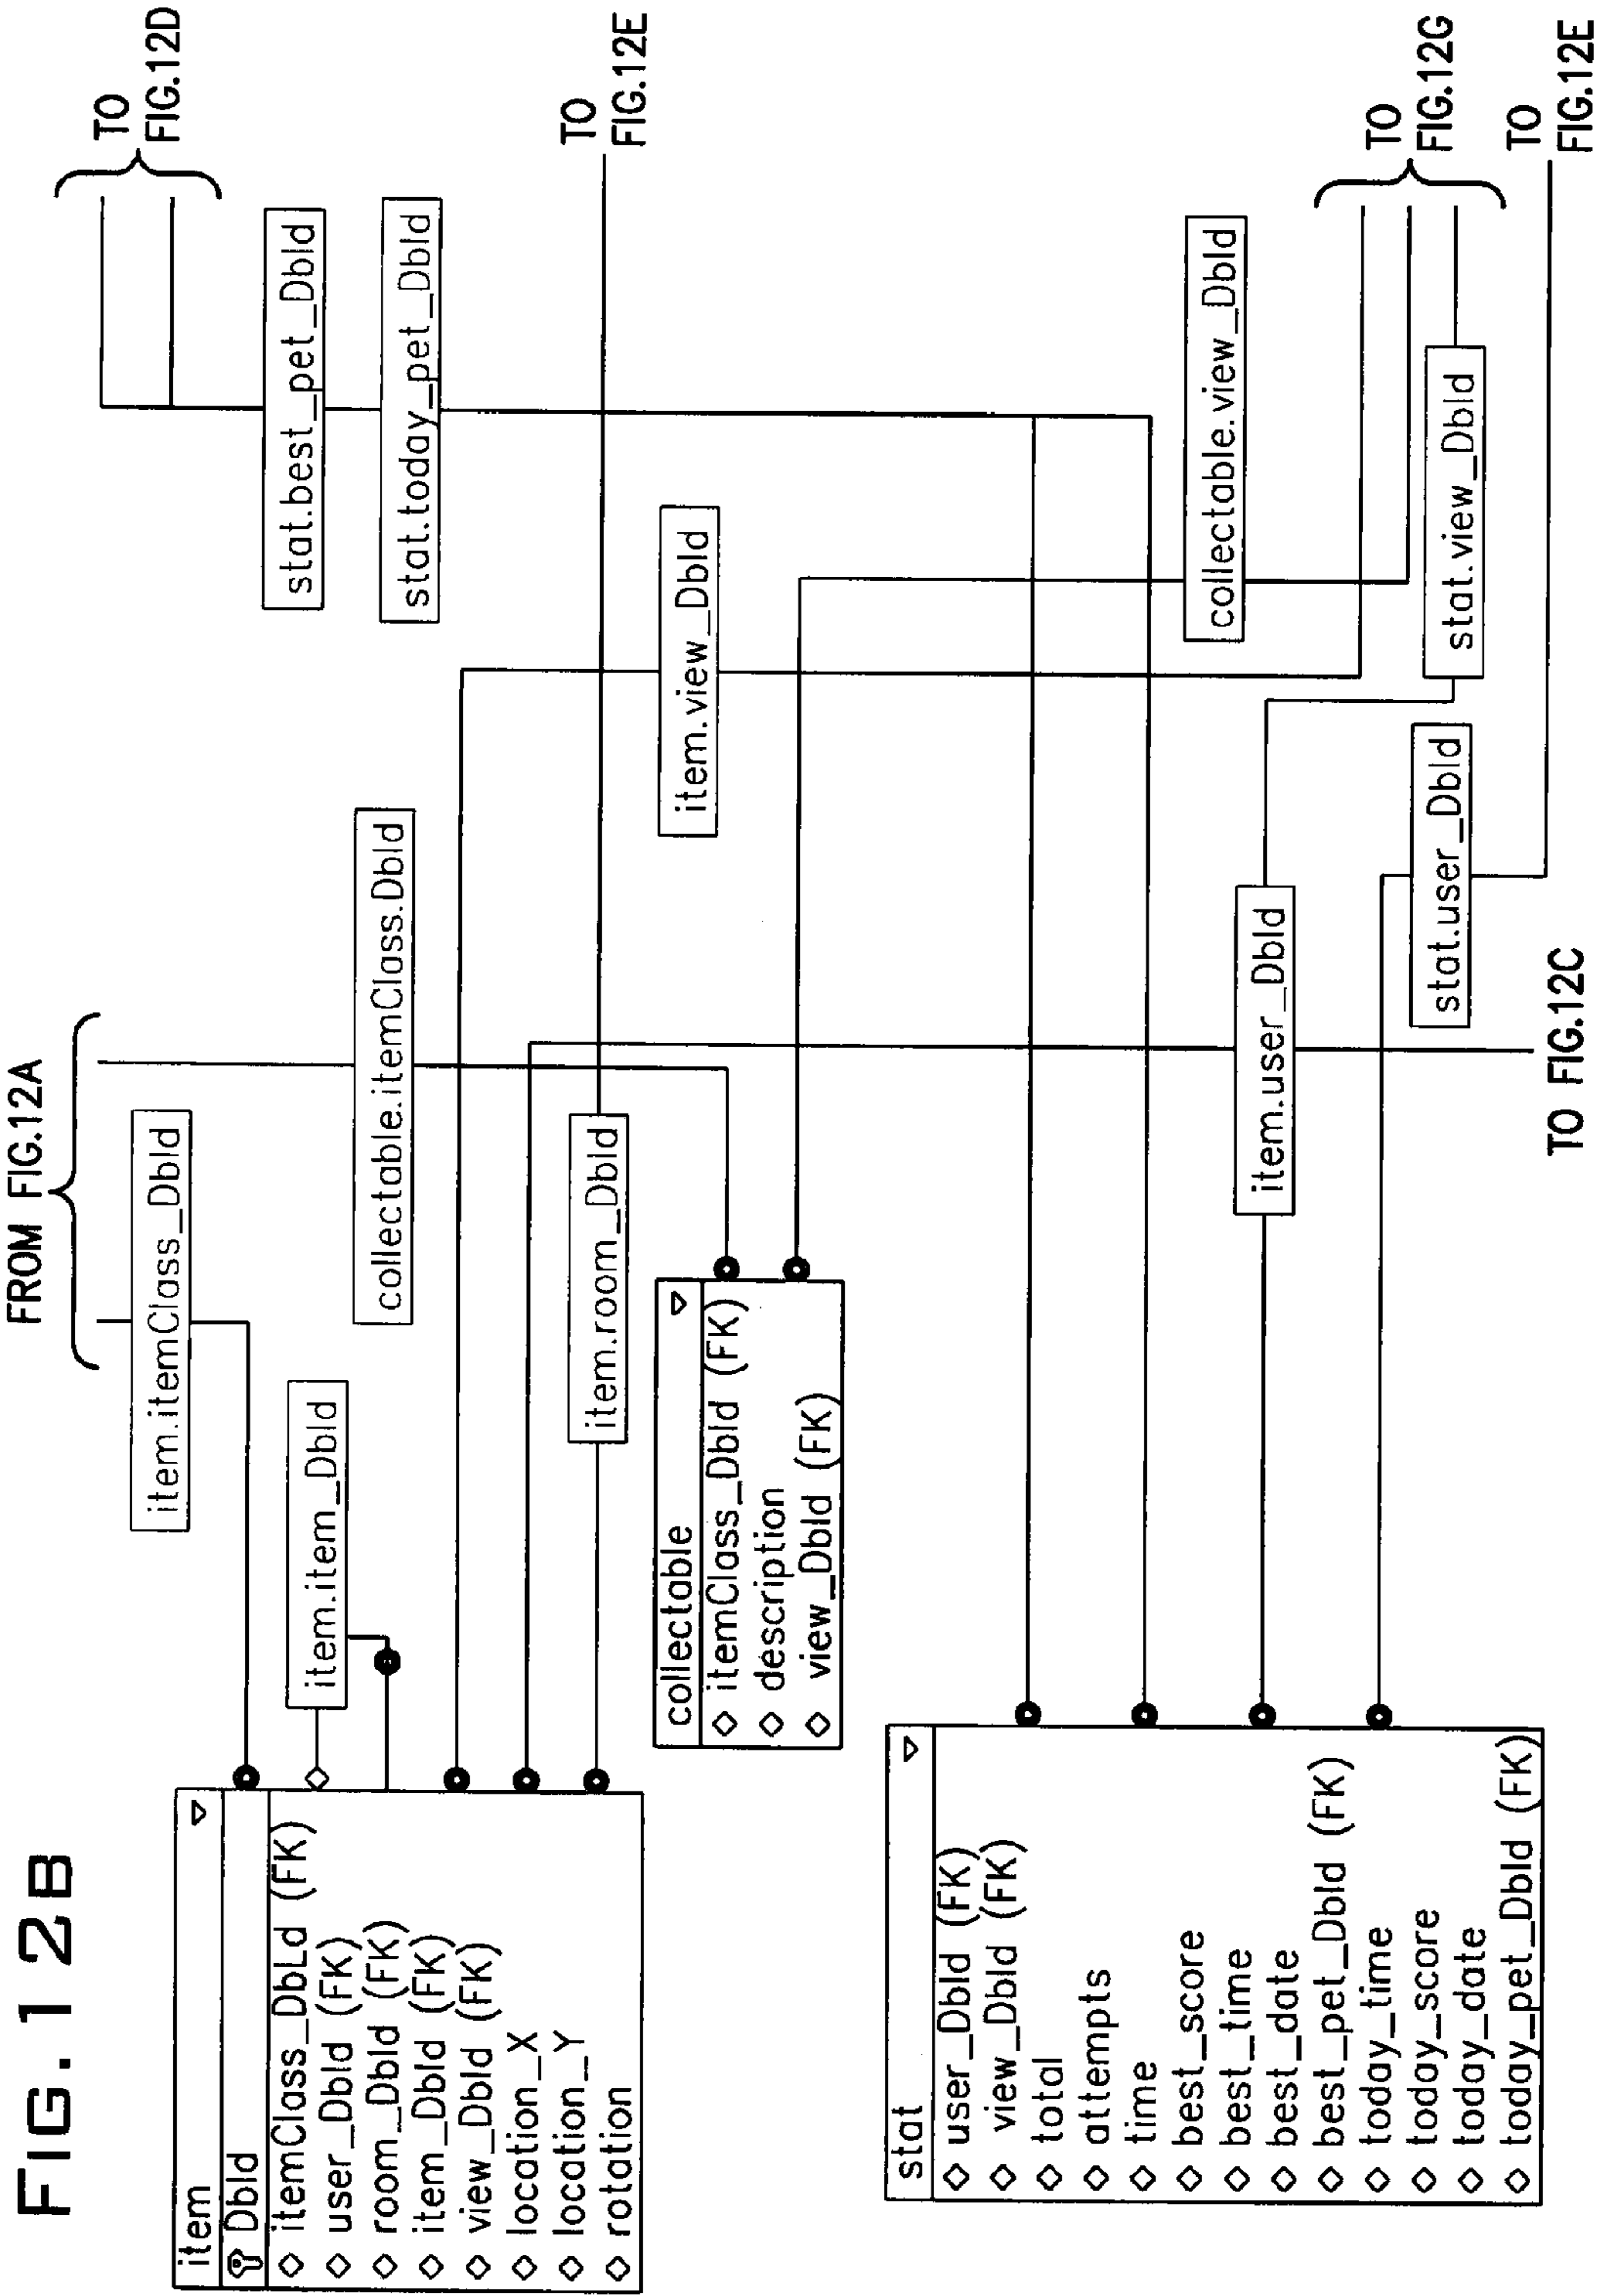 FIG.12B
FROM FIG.12A
TO
FIG.12D
item.itemClass_DbId
stat.best_pet_DbId
item.item_DbId
collectable.itemClass.DbId
stat.today_pet_DbId
item
DbId
itemClass_DbLd (FK)
user_DbId (FK)
room_DbId (FK)
item_DbId (FK)
view_DbId (FK)
location_X
location_Y
rotation
item.room_DbId
TO
FIG.12E
item.view_DbId
collectable
itemClass_DbId (FK)
description
view_DbId (FK)
collectable.view_DbId
stat
user_DbId (FK)
view_DbId (FK)
total
attempts
time
best_score
best_time
best_date
best_pet_DbId (FK)
today_time
today_score
today_date
today_pet_DbId (FK)
item.user_DbId
stat.user_DbId
stat.view_DbId
TO
FIG.12G
TO
FIG.12E
TO FIG.12C